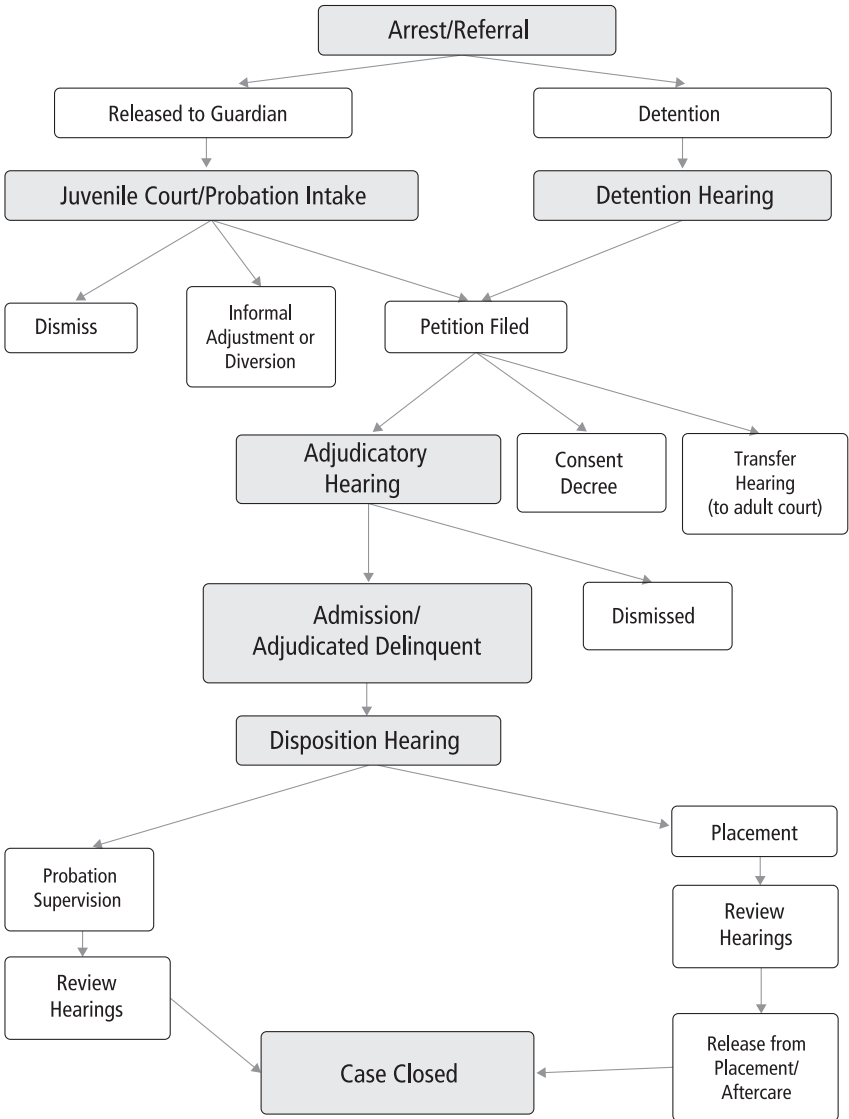 Arrest/Referral
Released to Guardian
Detention
Juvenile Court/Probation Intake
Detention Hearing
Dismiss
Informal
Adjustment or
Diversion
Petition Filed
Adjudicatory
Hearing
Consent
Decree
Transfer
Hearing
(to adult court)
Admission/
Adjudicated Delinquent
Dismissed
Disposition Hearing
Probation
Supervision
Placement
Review
Hearings
Review
Hearings
Case Closed
Release from
Placement/
Aftercare